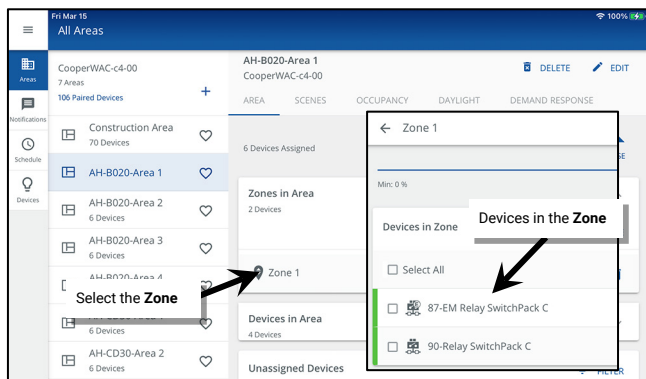 Fri Mar 15
100%
All Areas
Areas
Notifications
Schedule
Devices
CooperWAC-c4-00
7 Areas
106 Paired Devices
+
Construction Area
70 Devices
AH-B020-Area 1
AH-B020-Area 2
6 Devices
AH-B020-Area 3
6 Devices
AH-B020-Area 4
6 Devices
AH-CD30-Area 2
6 Devices
Select the Zone
AH-B020-Area 1
CooperWAC-c4-00
DELETE
EDIT
AREA SCENES OCCUPANCY DAYLIGHT DEMAND RESPONSE
6 Devices Assigned
Zones in Area
2 Devices
Zone 1
Devices in Area
4 Devices
Unassigned Devices
FILTER
Zone 1
Min: 0 %
Devices in Zone
Devices in the Zone
Select All
87-EM Relay SwitchPack C
90-Relay SwitchPack C